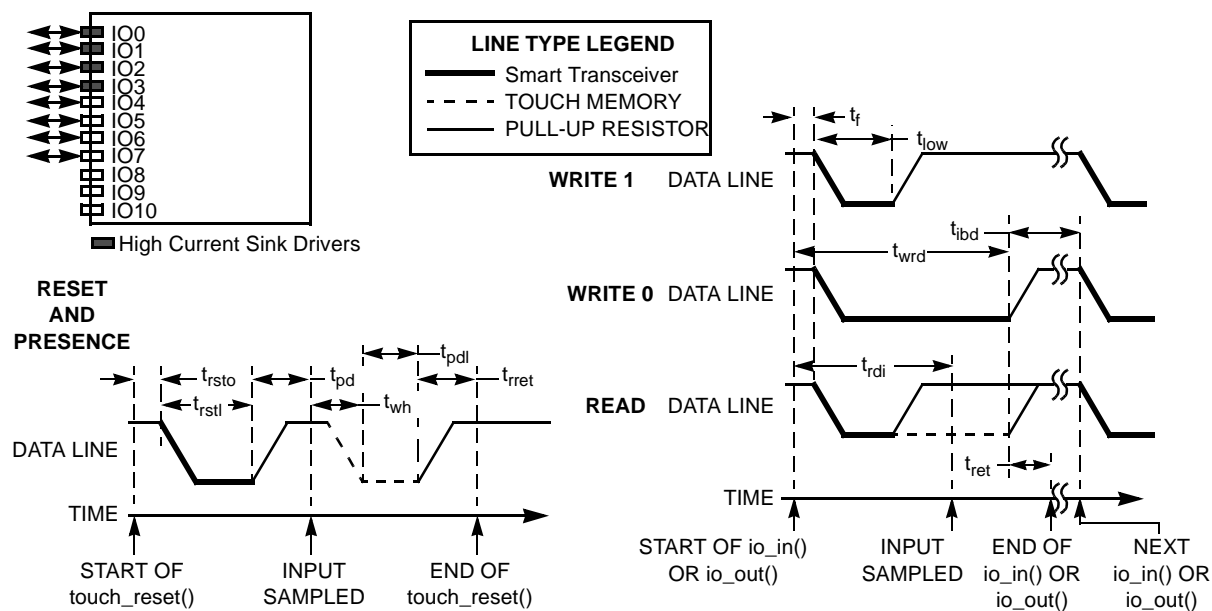 IO0
IO1
IO2
IO3
IO4
IO5
IO6
IO7
IO8
IO9
IO10
High Current Sink Drivers
LINE TYPE LEGEND
Smart Transceiver
TOUCH MEMORY
PULL-UP RESISTOR
RESET
AND
PRESENCE
trsto
trstl
tpd
twh
tpdl
trret
DATA LINE
TIME
START OF
touch_reset()
INPUT
SAMPLED
END OF
touch_reset()
tf
tlow
WRITE 1 DATA LINE
tibd
twrd
WRITE 0 DATA LINE
trdi
READ DATA LINE
tret
TIME
START OF io_in()
OR io_out()
INPUT
SAMPLED
END OF
io_in() OR
io_out()
NEXT
io_in() OR
io_out()